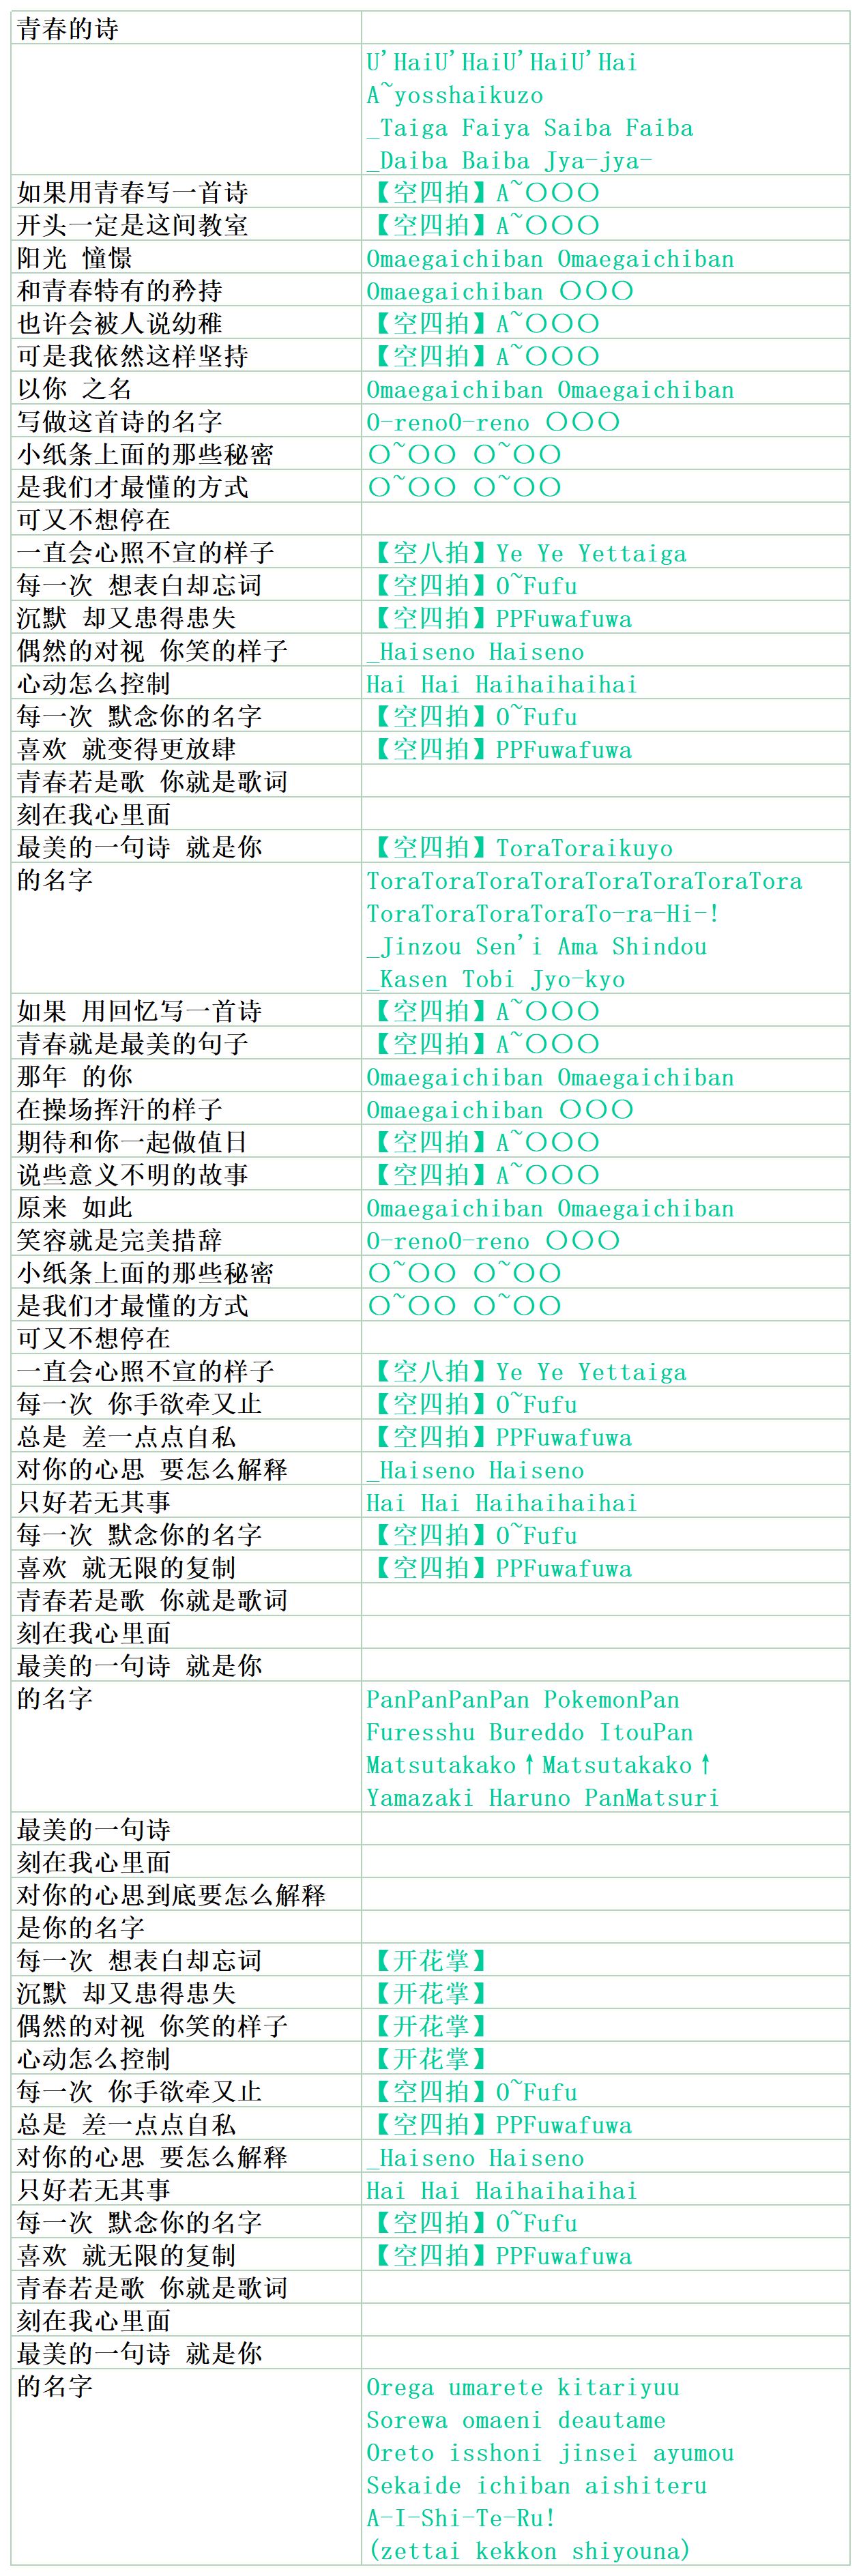 青春的诗
U'HaiU'HaiU'HaiU'Hai
A~yosshaikuzo
_Taiga Faiya Saiba Faiba
_Daiba Baiba Jya-jya-
如果用青春写一首诗 【空四拍】A~〇〇〇
开头一定是这间教室 【空四拍】A~〇〇〇
阳光 憧憬 Omaegaichiban Omaegaichiban
和青春特有的矜持 Omaegaichiban 〇〇〇
也许会被人说幼稚 【空四拍】A~〇〇〇
可是我依然这样坚持 【空四拍】A~〇〇〇
以你 之名 Omaegaichiban Omaegaichiban
写做这首诗的名字 O-renoO-reno 〇〇〇
小纸条上面的那些秘密 〇~〇〇 〇~〇〇
是我们才最懂的方式 〇~〇〇 〇~〇〇
可又不想停在
一直会心照不宣的样子 【空八拍】Ye Ye Yettaiga
每一次 想表白却忘词 【空四拍】O~Fufu
沉默 却又患得患失 【空四拍】PPFuwafuwa
偶然的对视 你笑的样子 _Haiseno Haiseno
心动怎么控制 Hai Hai Haihaihaihai
每一次 默念你的名字 【空四拍】O~Fufu
喜欢 就变得更放肆 【空四拍】PPFuwafuwa
青春若是歌 你就是歌词
刻在我心里面
最美的一句诗 就是你 【空四拍】ToraToraikuyo
的名字 ToraToraToraToraToraToraToraTora
ToraToraToraToraTo-ra-Hi-!
_Jinzou Sen'i Ama Shindou
_Kasen Tobi Jyo-kyo
如果 用回忆写一首诗 【空四拍】A~〇〇〇
青春就是最美的句子 【空四拍】A~〇〇〇
那年 的你 Omaegaichiban Omaegaichiban
在操场挥汗的样子 Omaegaichiban 〇〇〇
期待和你一起做值日 【空四拍】A~〇〇〇
说些意义不明的故事 【空四拍】A~〇〇〇
原来 如此 Omaegaichiban Omaegaichiban
笑容就是完美措辞 O-renoO-reno 〇〇〇
小纸条上面的那些秘密 〇~〇〇 〇~〇〇
是我们才最懂的方式 〇~〇〇 〇~〇〇
可又不想停在
一直会心照不宣的样子 【空八拍】Ye Ye Yettaiga
每一次 你手欲牵又止 【空四拍】O~Fufu
总是 差一点点自私 【空四拍】PPFuwafuwa
对你的心思 要怎么解释 _Haiseno Haiseno
只好若无其事 Hai Hai Haihaihaihai
每一次 默念你的名字 【空四拍】O~Fufu
喜欢 就无限的复制 【空四拍】PPFuwafuwa
青春若是歌 你就是歌词
刻在我心里面
最美的一句诗 就是你
的名字 PanPanPanPan PokemonPan
Furesshu Bureddo ItouPan
Matsutakako↑Matsutakako↑
Yamazaki Haruno PanMatsuri
最美的一句诗
刻在我心里面
对你的心思到底要怎么解释
是你的名字
每一次 想表白却忘词 【开花掌】
沉默 却又患得患失 【开花掌】
偶然的对视 你笑的样子 【开花掌】
心动怎么控制 【开花掌】
每一次 你手欲牵又止 【空四拍】O~Fufu
总是 差一点点自私 【空四拍】PPFuwafuwa
对你的心思 要怎么解释 _Haiseno Haiseno
只好若无其事 Hai Hai Haihaihaihai
每一次 默念你的名字 【空四拍】O~Fufu
喜欢 就无限的复制 【空四拍】PPFuwafuwa
青春若是歌 你就是歌词
刻在我心里面
最美的一句诗 就是你
的名字 Orega umarete kitariyuu
Sorewa omaeni deautame
Oreto isshoni jinsei ayumou
Sekaide ichiban aishiteru
A-I-Shi-Te-Ru!
(zettai kekkon shiyouna)